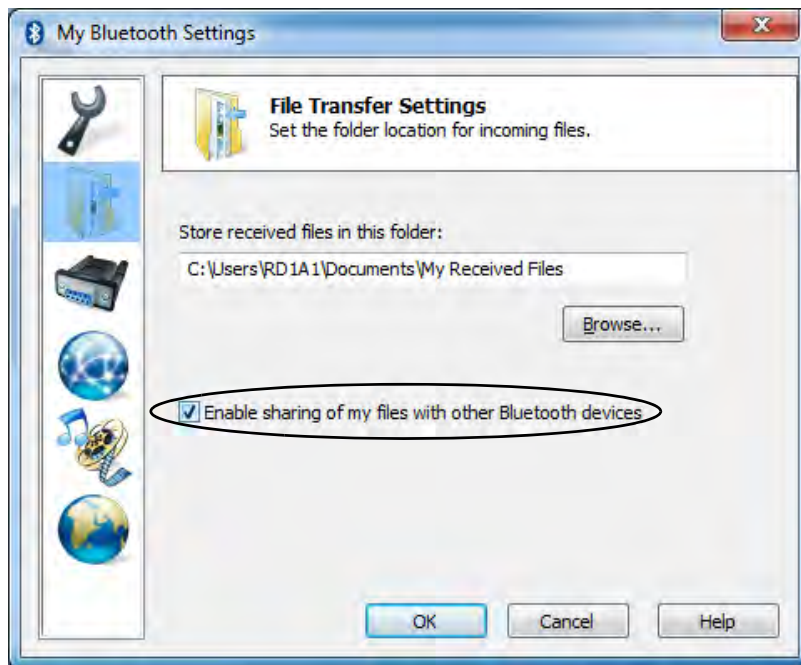 My Bluetooth Settings
File Transfer Settings
Set the folder location for incoming files.
Store received files in this folder:
C:\Users\RD1A1\Documents\My Received Files
Browse...
Enable sharing of my files with other Bluetooth devices
OK Cancel Help